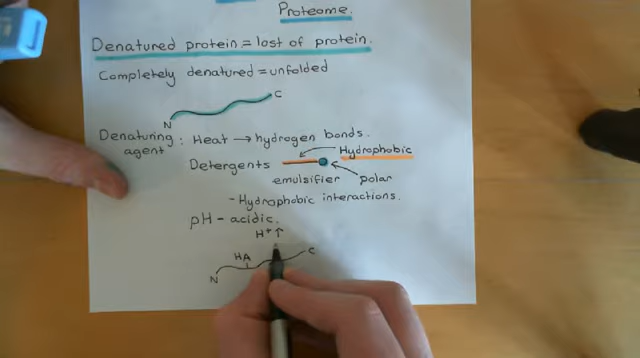 Proteome.
Denatured protein = lost of protein.
Completely denatured = unfolded
C
N
Denaturing agent : Heat → hydrogen bonds.
Hydrophobic
Detergents
emulsifier polar
- Hydrophobic interactions.
pH - acidic.
H+ ↑
HA C
N